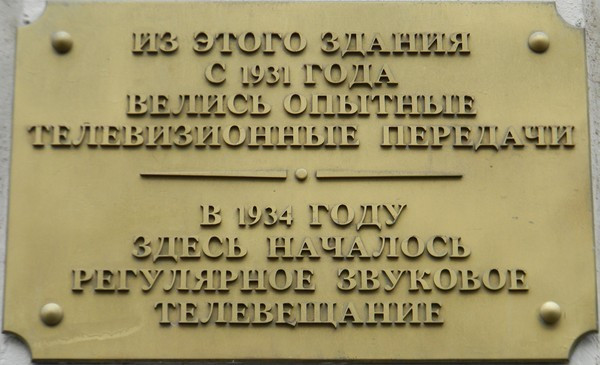 ИЗ ЭТОГО ЗДАНИЯ
С 1931 ГОДА
ВЕЛИСЬ ОПЫТНЫЕ
ТЕЛЕВИЗИОННЫЕ ПЕРЕДАЧИ
В 1934 ГОДУ
ЗДЕСЬ НАЧАЛОСЬ
РЕГУЛЯРНОЕ ЗВУКОВОЕ
ТЕЛЕВЕЩАНИЕ